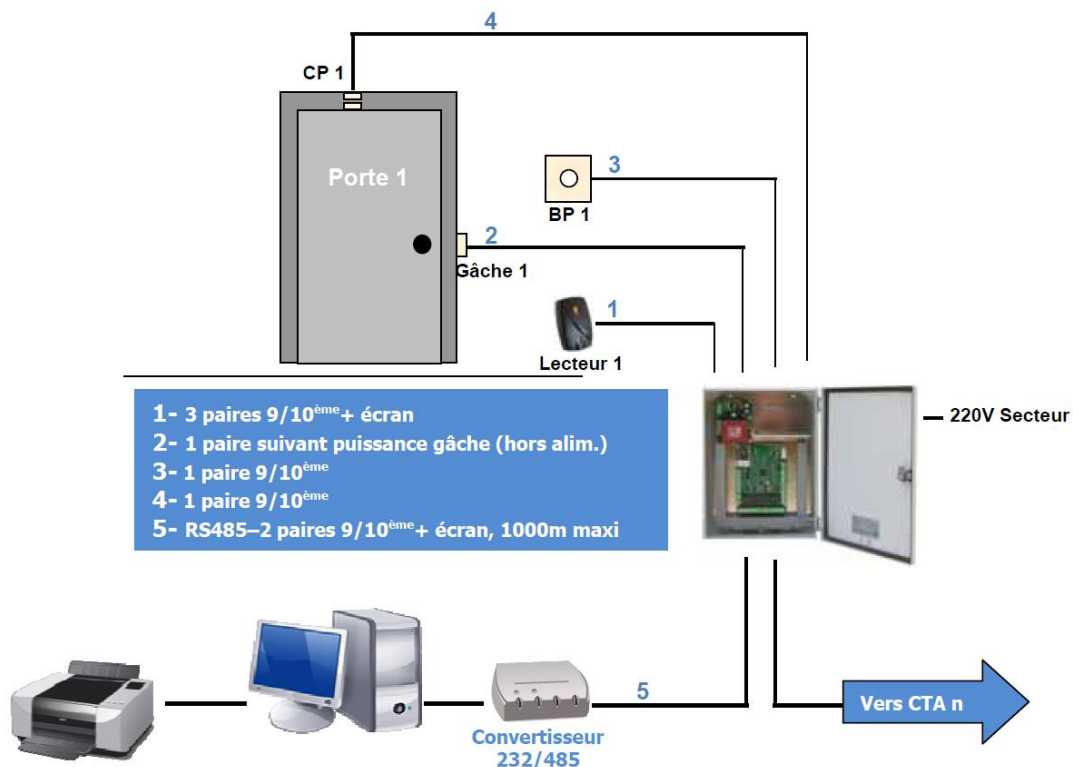 4
CP 1
Porte 1
3
BP 1
2
Gâche 1
1
Lecteur 1
220V Secteur
1- 3 paires 9/10ème+ écran
2- 1 paire suivant puissance gâche (hors alim.)
3- 1 paire 9/10ème
4- 1 paire 9/10ème
5- RS485–2 paires 9/10ème+ écran, 1000m maxi
5
Vers CTA n
Convertisseur
232/485